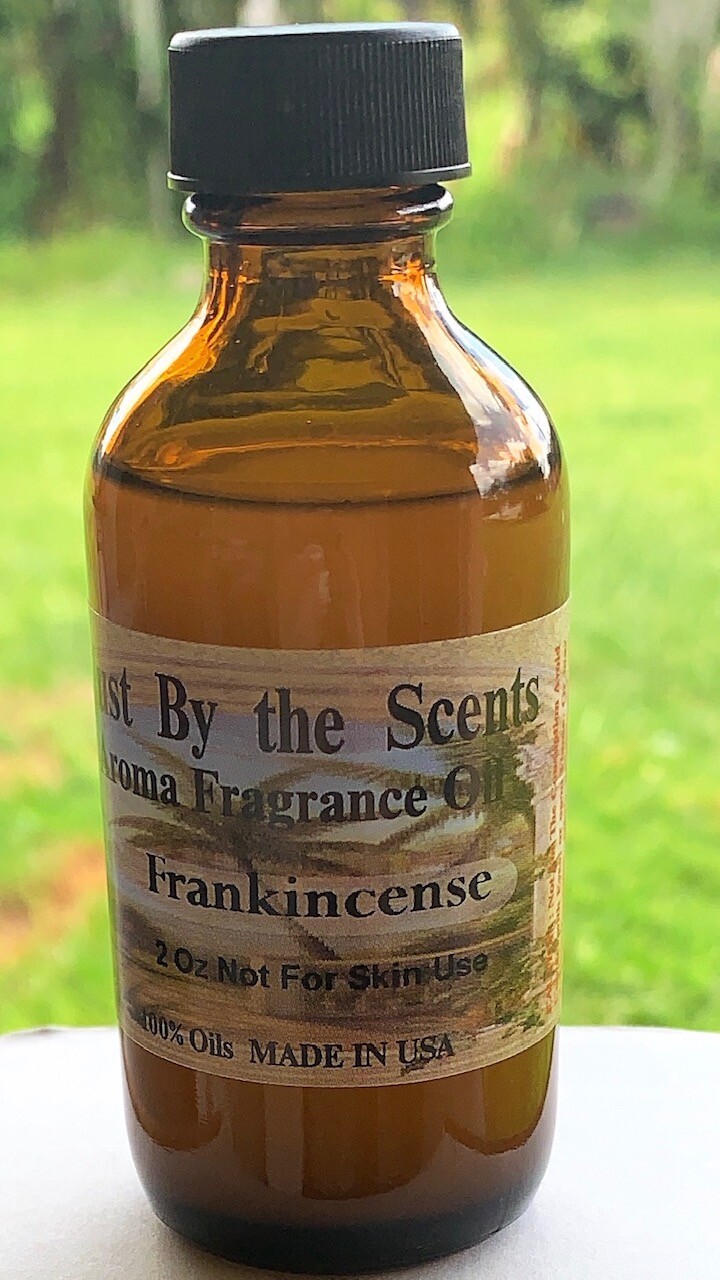 ust By the Scents
Aroma Fragrance Oil
Frankincense
2 Oz Not For Skin Use
100% Oils MADE IN USA